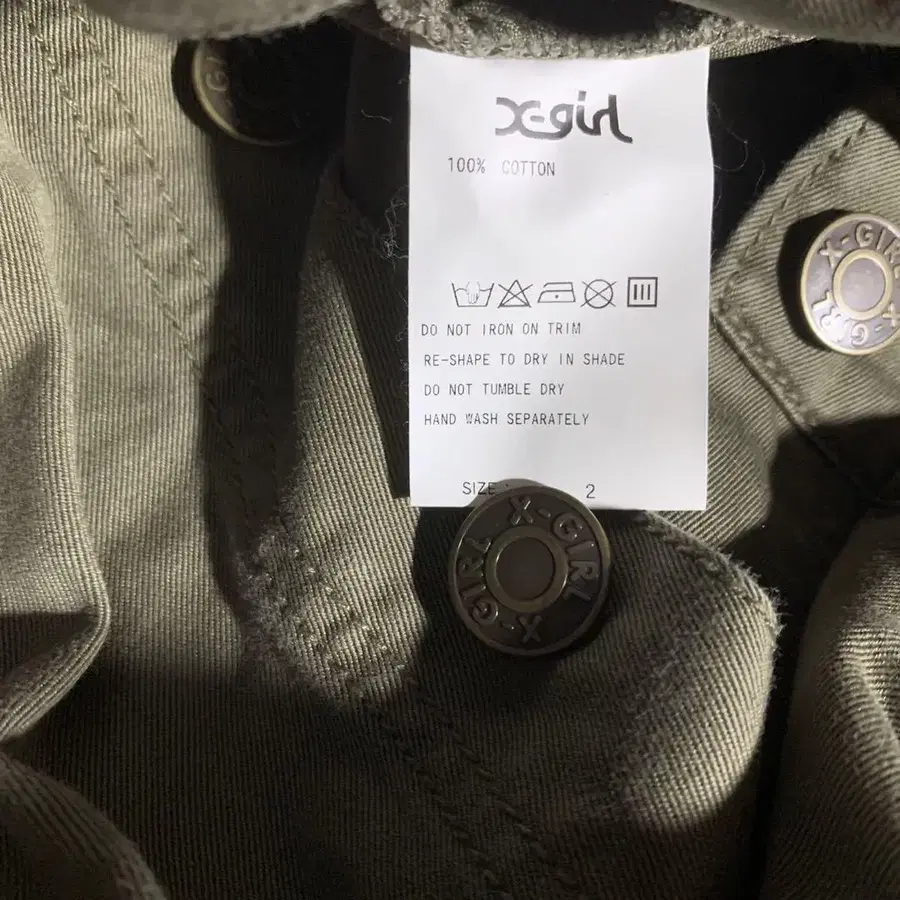 X-girl
100% COTTON
DO NOT IRON ON TRIM
RE-SHAPE TO DRY IN SHADE
DO NOT TUMBLE DRY
HAND WASH SEPARATELY
SIZE : 2
X-GIRL X-GIRL
X-GIRL X-GIRL